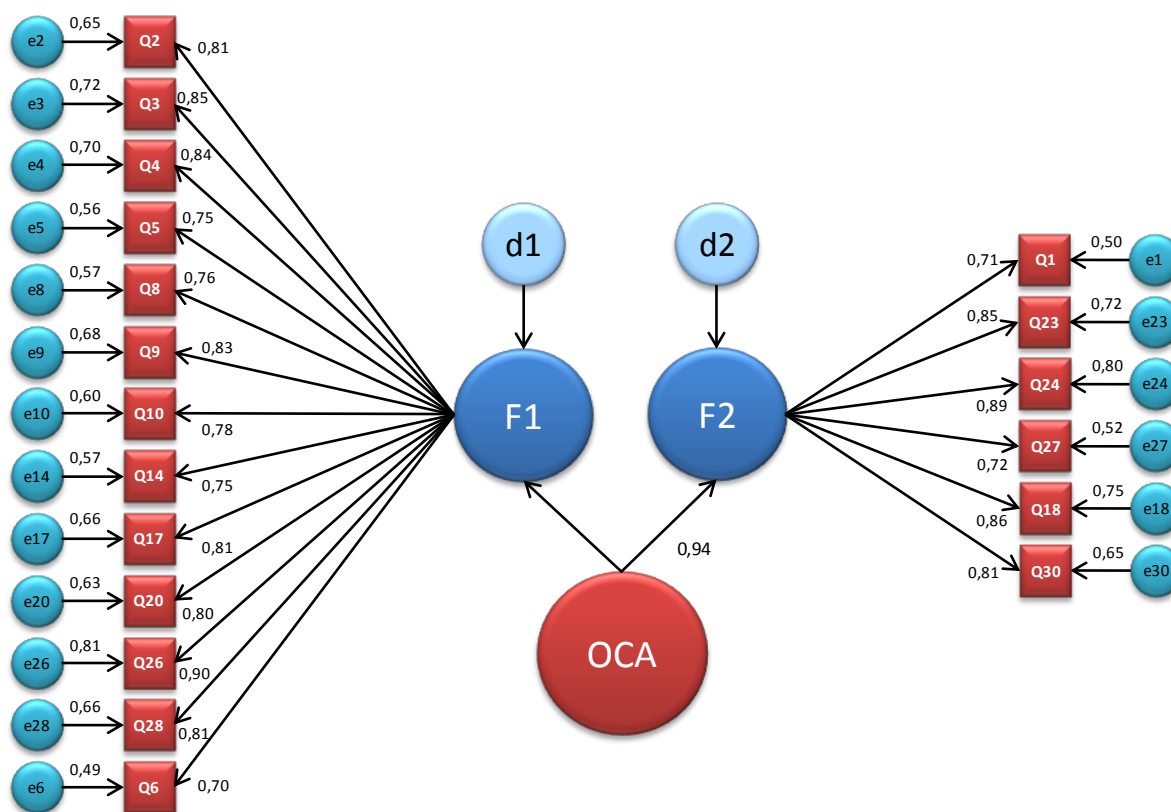 e2 0,65 Q2 0,81
e3 0,72 Q3 0,85
e4 0,70 Q4 0,84
e5 0,56 Q5 0,75
e8 0,57 Q8 0,76
e9 0,68 Q9 0,83
e10 0,60 Q10 0,78
e14 0,57 Q14 0,75
e17 0,66 Q17 0,81
e20 0,63 Q20 0,80
e26 0,81 Q26 0,90
e28 0,66 Q28 0,81
e6 0,49 Q6 0,70
d1 d2
F1 F2
0,94
OCA
0,71 Q1 0,50 e1
0,85 Q23 0,72 e23
0,89 Q24 0,80 e24
0,72 Q27 0,52 e27
0,86 Q18 0,75 e18
0,81 Q30 0,65 e30